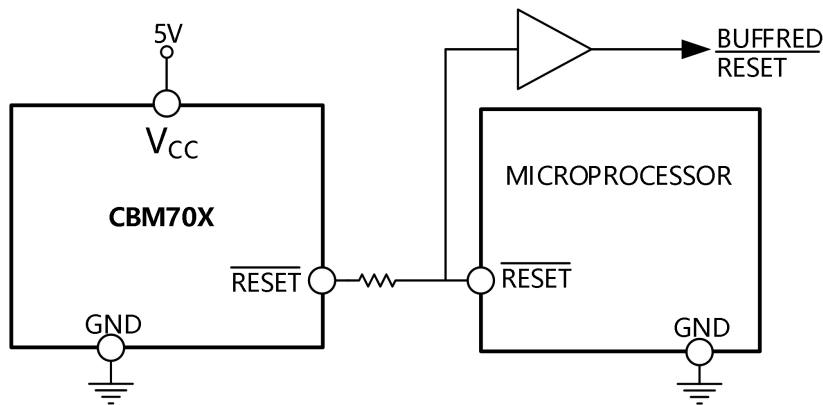 5V
VCC
CBM70X
RESET
GND
BUFFRED
RESET
MICROPROCESSOR
RESET
GND